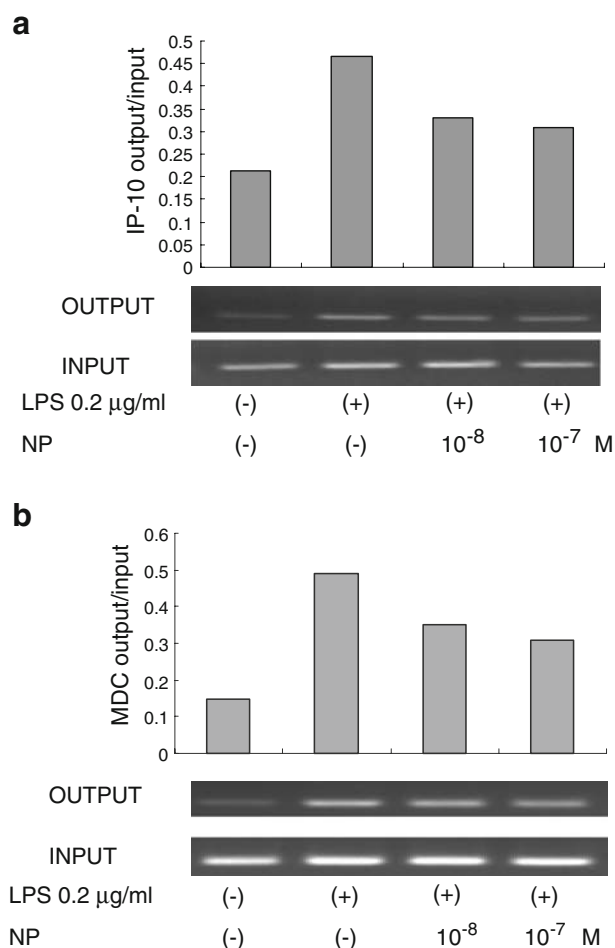 a
IP-10 output/input
0.5
0.45
0.4
0.35
0.3
0.25
0.2
0.15
0.1
0.05
0
OUTPUT
INPUT
LPS 0.2 μg/ml (-) (+) (+) (+)
NP (-) (-) 10⁻⁸ 10⁻⁷ M
b
MDC output/input
0.6
0.5
0.4
0.3
0.2
0.1
0
OUTPUT
INPUT
LPS 0.2 μg/ml (-) (+) (+) (+)
NP (-) (-) 10⁻⁸ 10⁻⁷ M